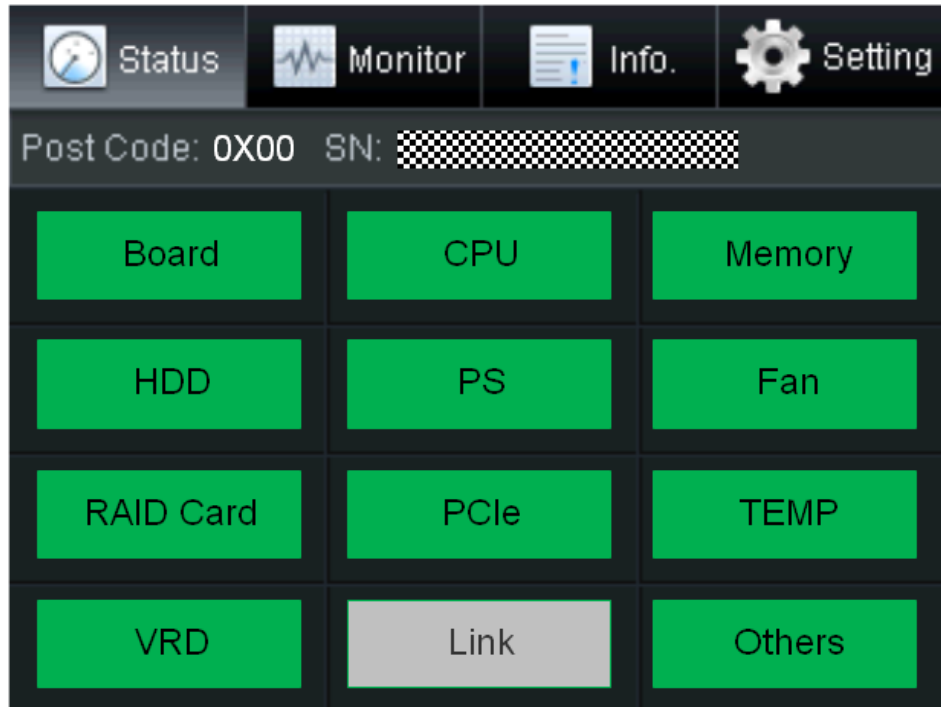 Status Monitor Info. Setting
Post Code: 0X00 SN:
Board CPU Memory
HDD PS Fan
RAID Card PCIe TEMP
VRD Link Others